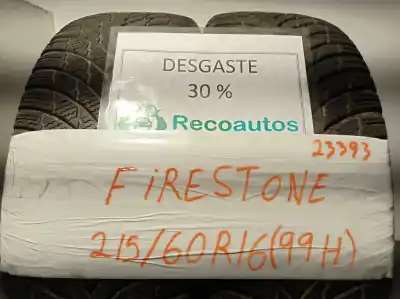 DESGASTE
30 %
Recoautos
23393
FiRESTONE
215/60R16(99H)